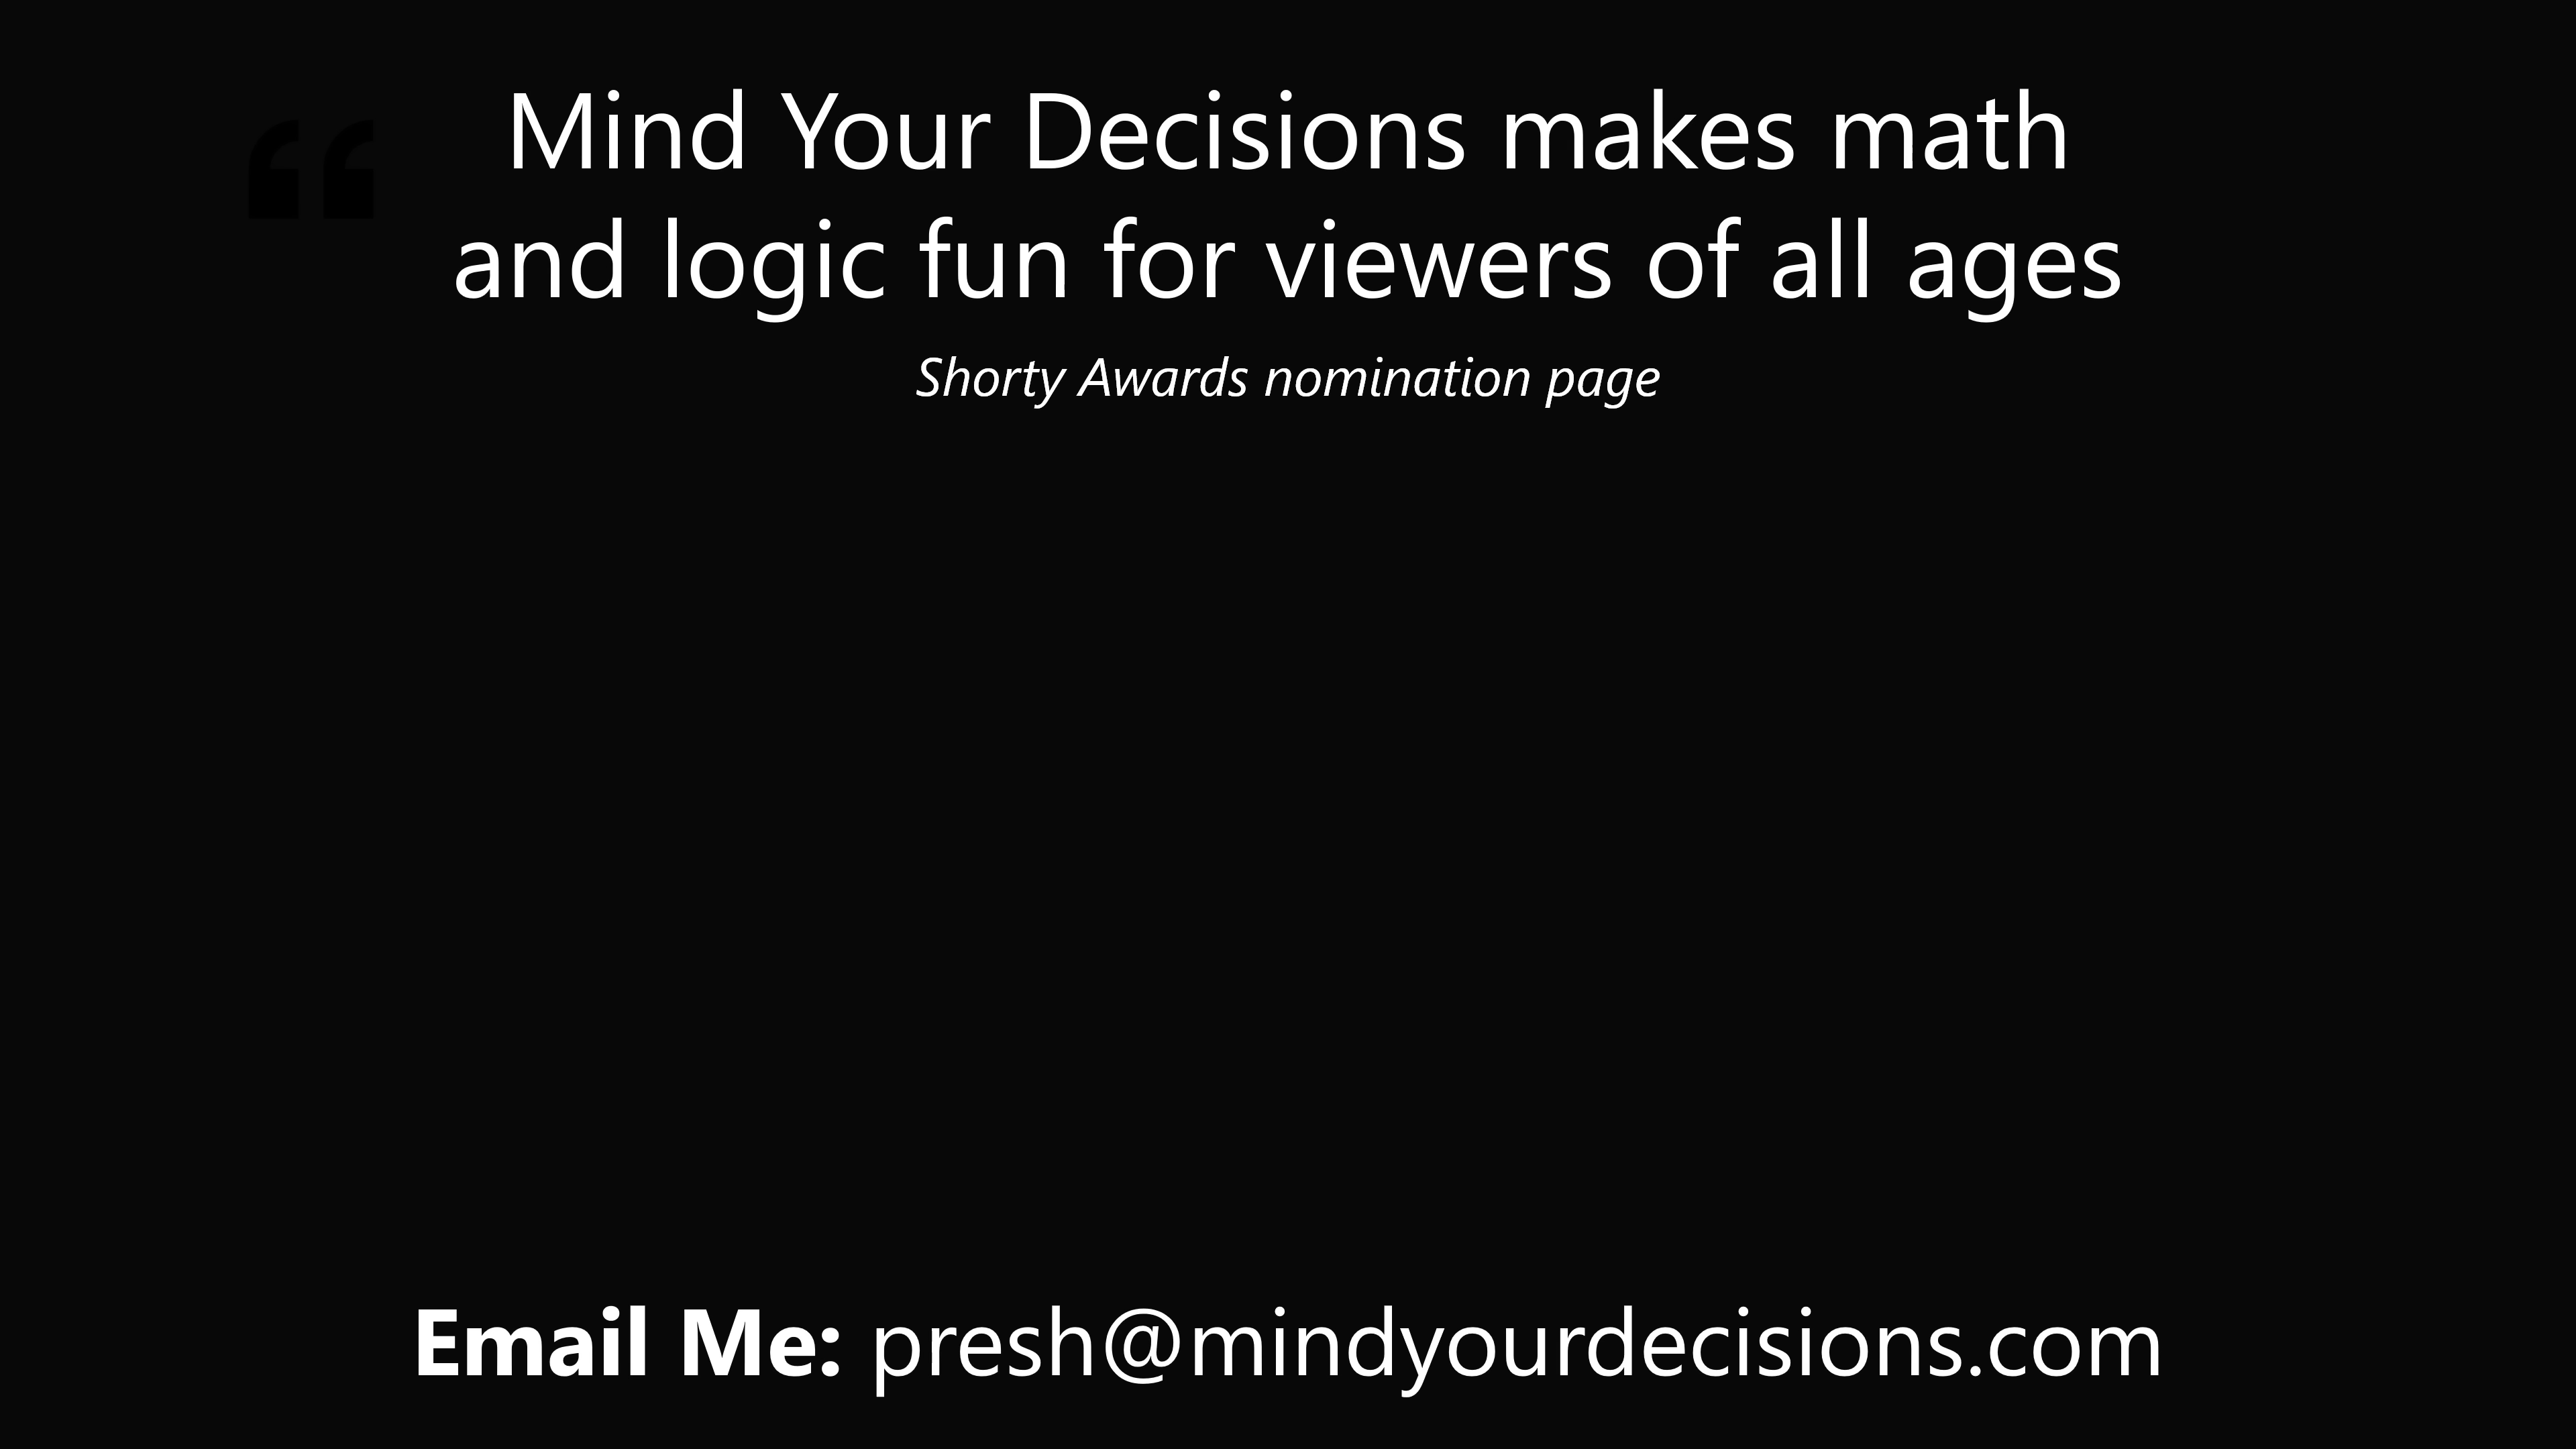 “ Mind Your Decisions makes math
and logic fun for viewers of all ages
Shorty Awards nomination page
Email Me: presh@mindyourdecisions.com